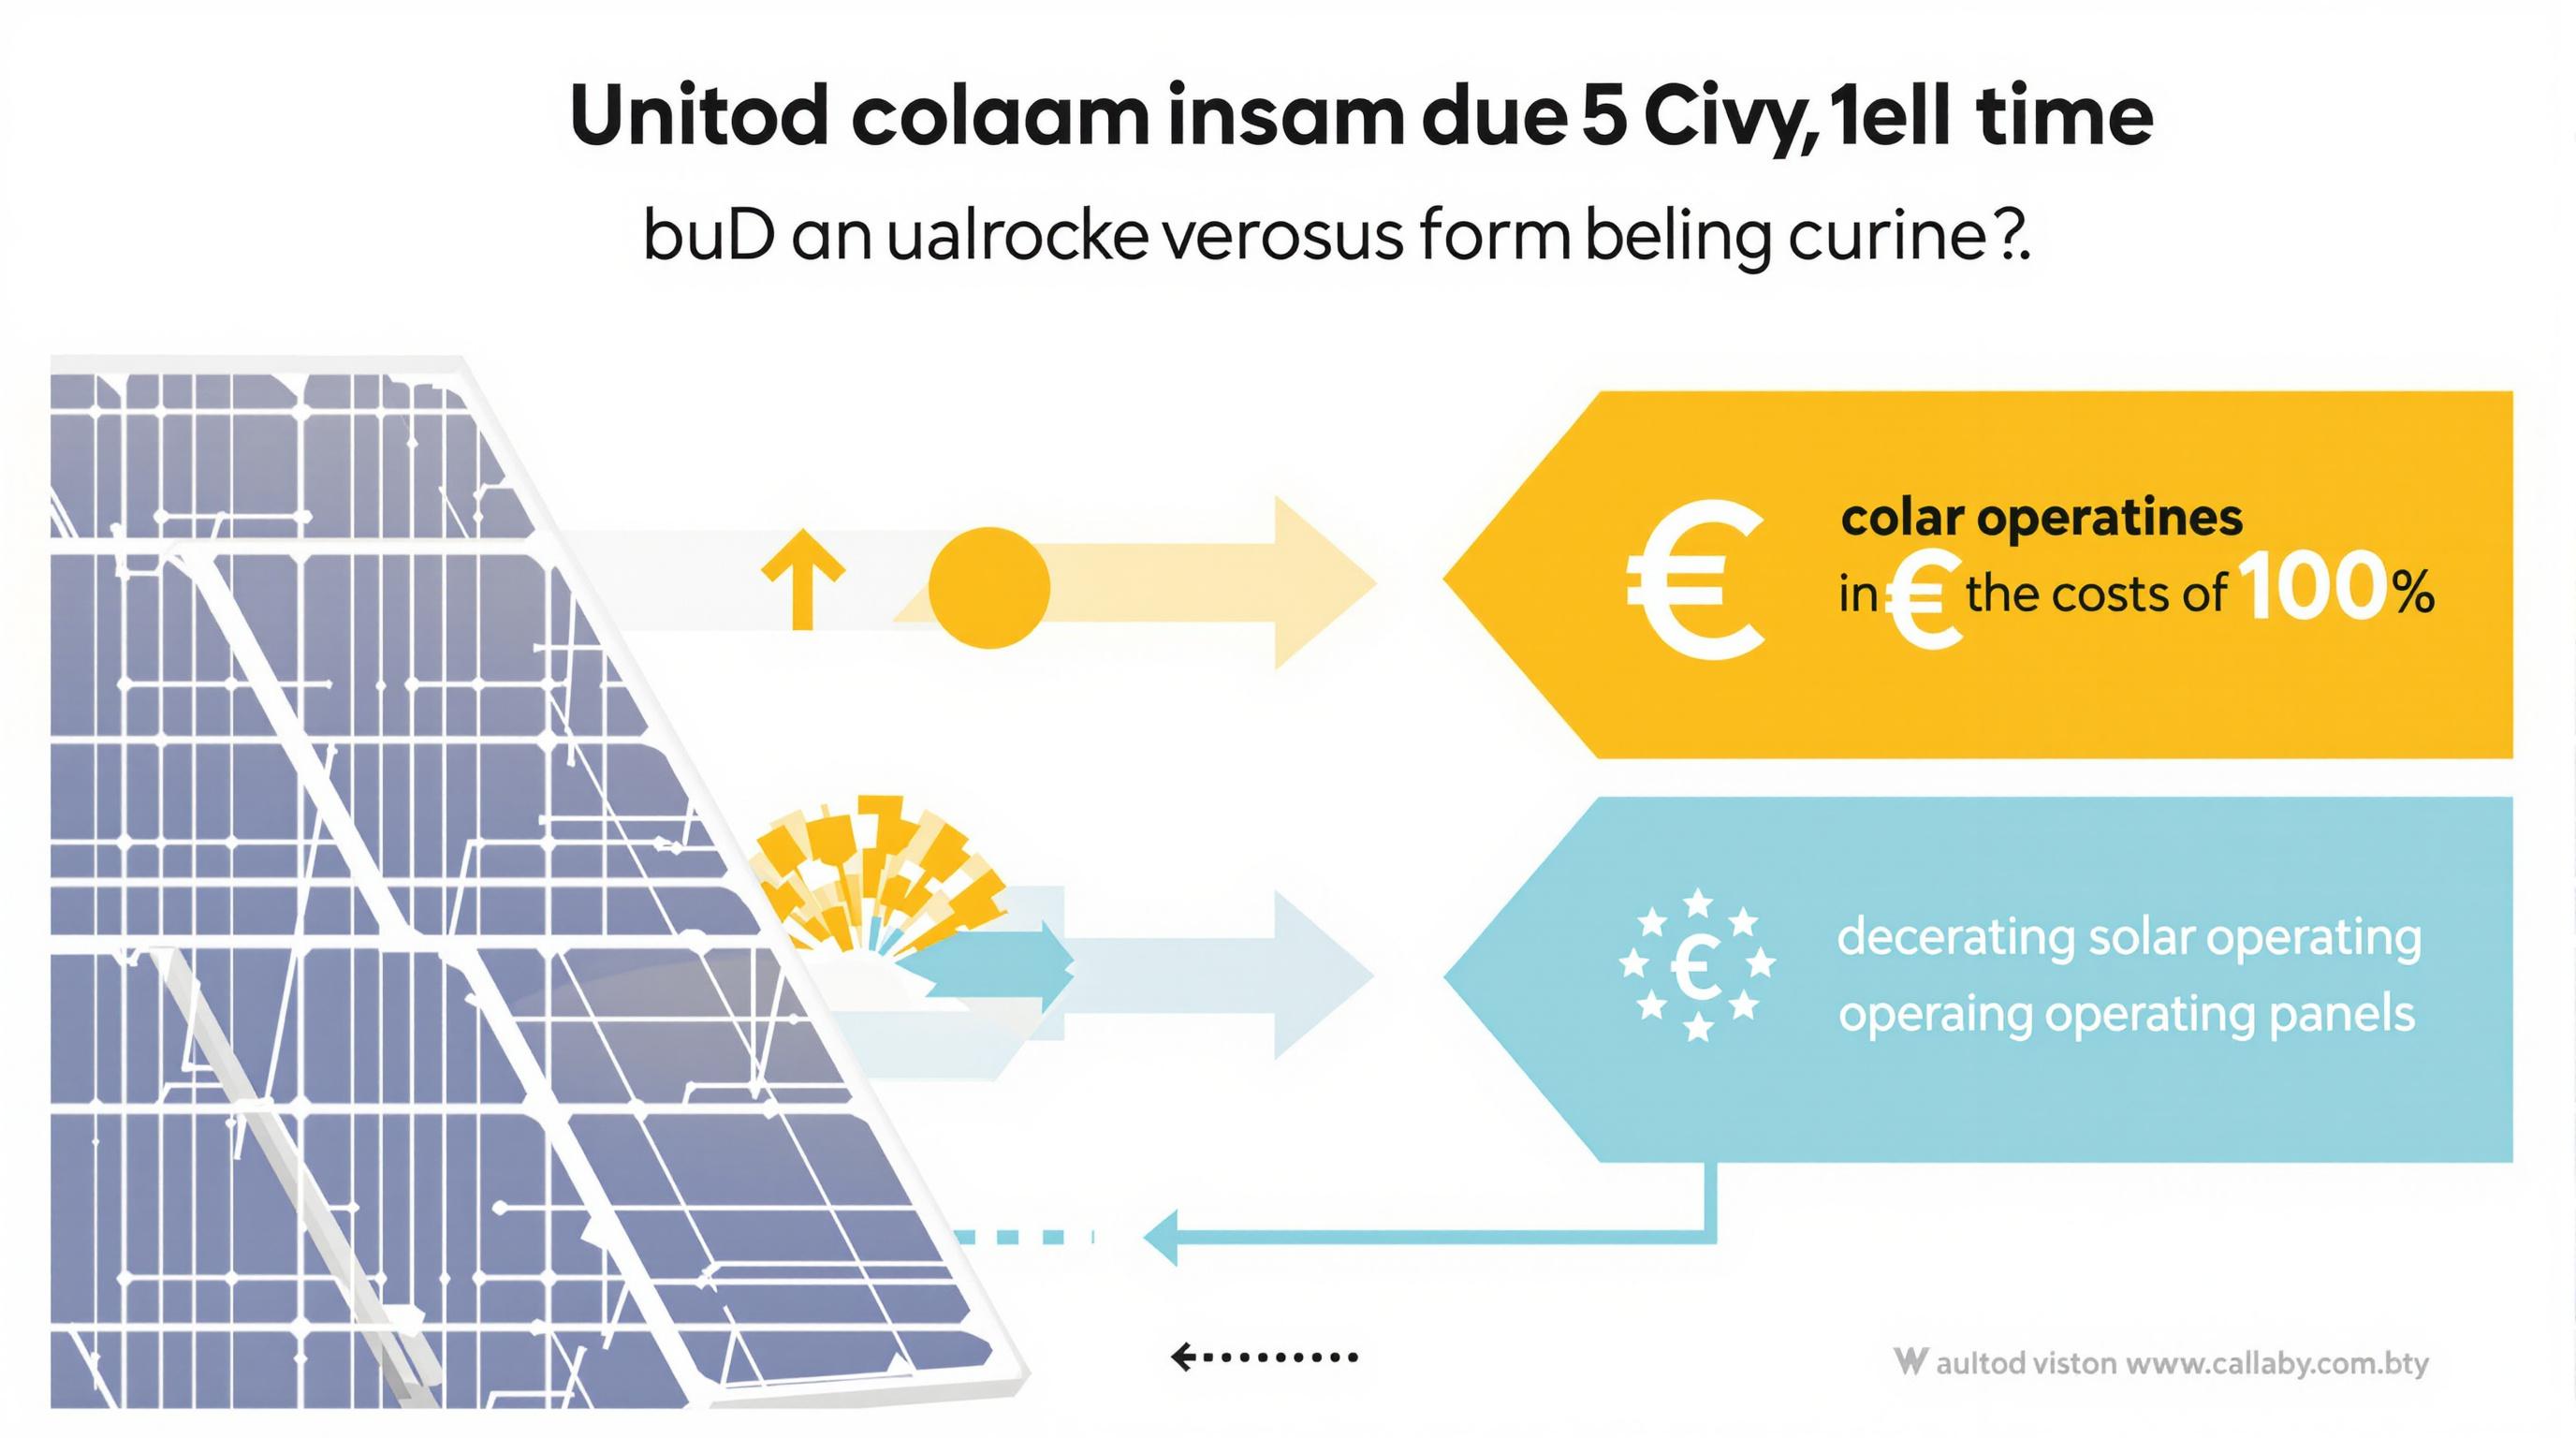 Unitod colaam insam due 5 Civy, 1ell time
buD an ualrocke verosus form beling curine?.
€
colar operatines
in € the costs of 100%
€
decerating solar operating
operaing operating panels
W aultod viston www.callaby.com.bty